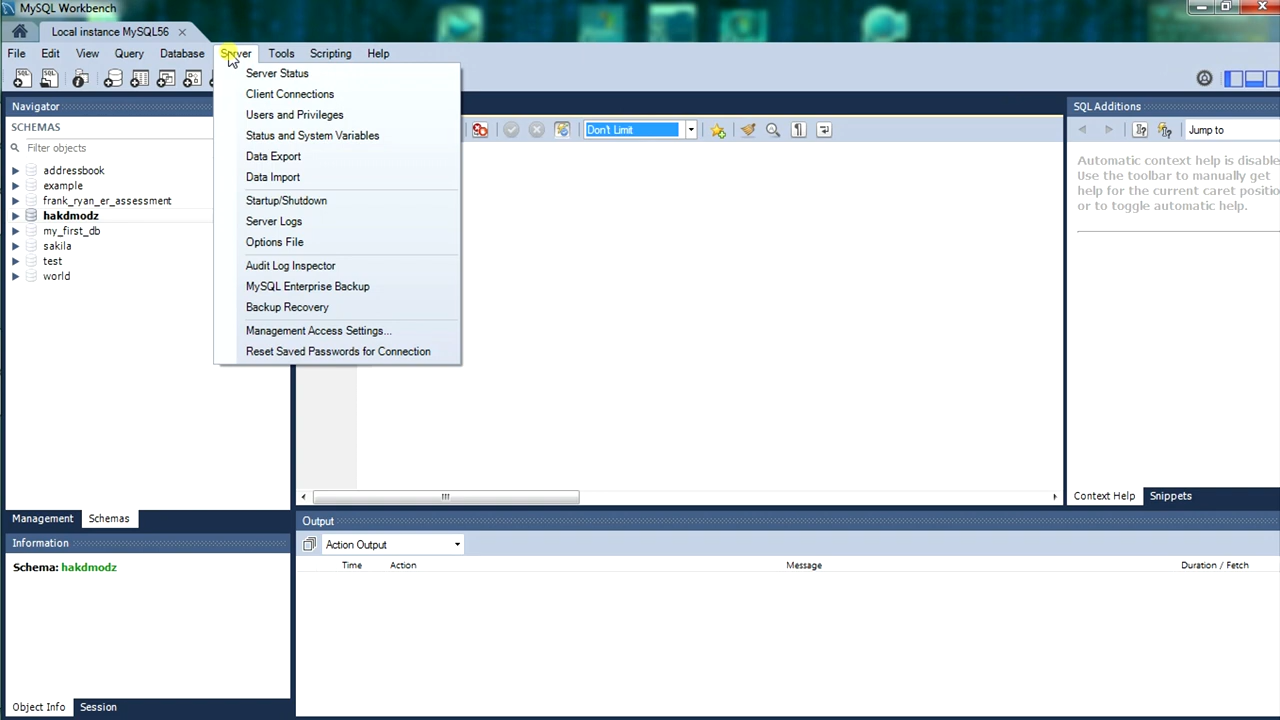 MySQL Workbench
Local instance MySQL56
File Edit View Query Database Server Tools Scripting Help
Server Status
Client Connections
Users and Privileges
Status and System Variables
Data Export
Data Import
Startup/Shutdown
Server Logs
Options File
Audit Log Inspector
MySQL Enterprise Backup
Backup Recovery
Management Access Settings...
Reset Saved Passwords for Connection
Navigator
SCHEMAS
Filter objects
addressbook
example
frank_ryan_er_assessment
hakdmodz
my_first_db
sakila
test
world
Management Schemas
Information
Schema: hakdmodz
Object Info Session
Don't Limit
SQL Additions
Jump to
Automatic context help is disable
Use the toolbar to manually get
help for the current caret positio
or to toggle automatic help.
Context Help Snippets
Output
Action Output
Time Action Message Duration / Fetch